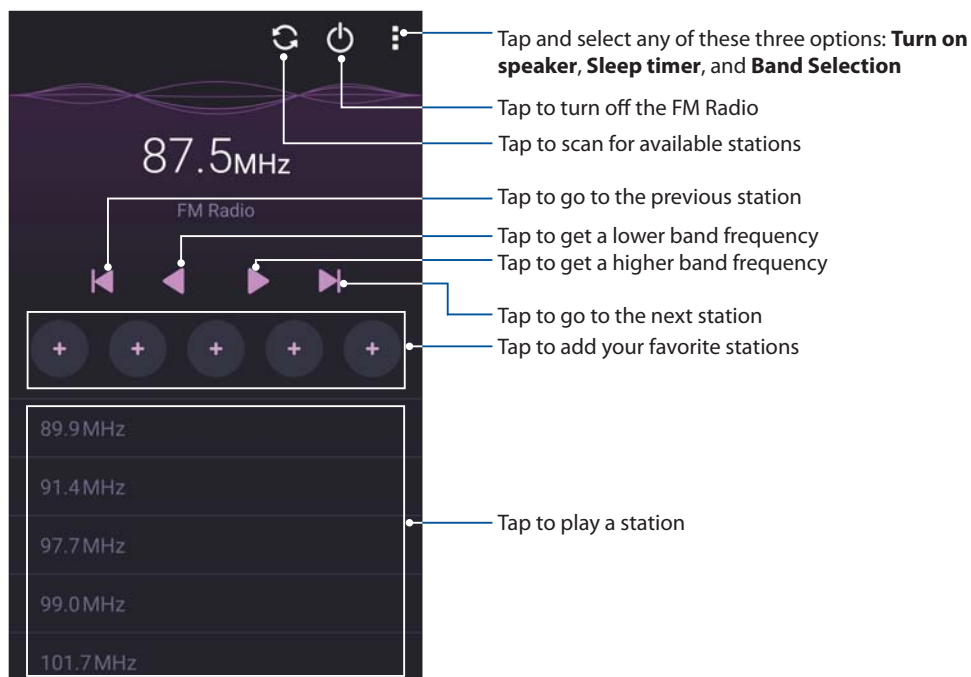 Tap and select any of these three options: Turn on
speaker, Sleep timer, and Band Selection
Tap to turn off the FM Radio
Tap to scan for available stations
87.5MHz
FM Radio
Tap to go to the previous station
Tap to get a lower band frequency
Tap to get a higher band frequency
Tap to go to the next station
+ + + + +
Tap to add your favorite stations
89.9MHz
91.4MHz
Tap to play a station
97.7MHz
99.0MHz
101.7MHz